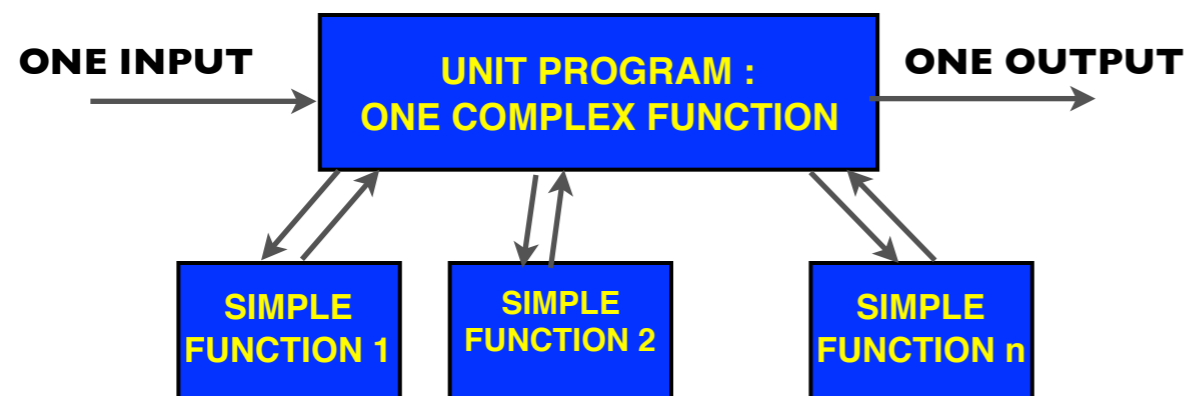 ONE INPUT
UNIT PROGRAM :
ONE COMPLEX FUNCTION
ONE OUTPUT
SIMPLE
FUNCTION 1
SIMPLE
FUNCTION 2
SIMPLE
FUNCTION n